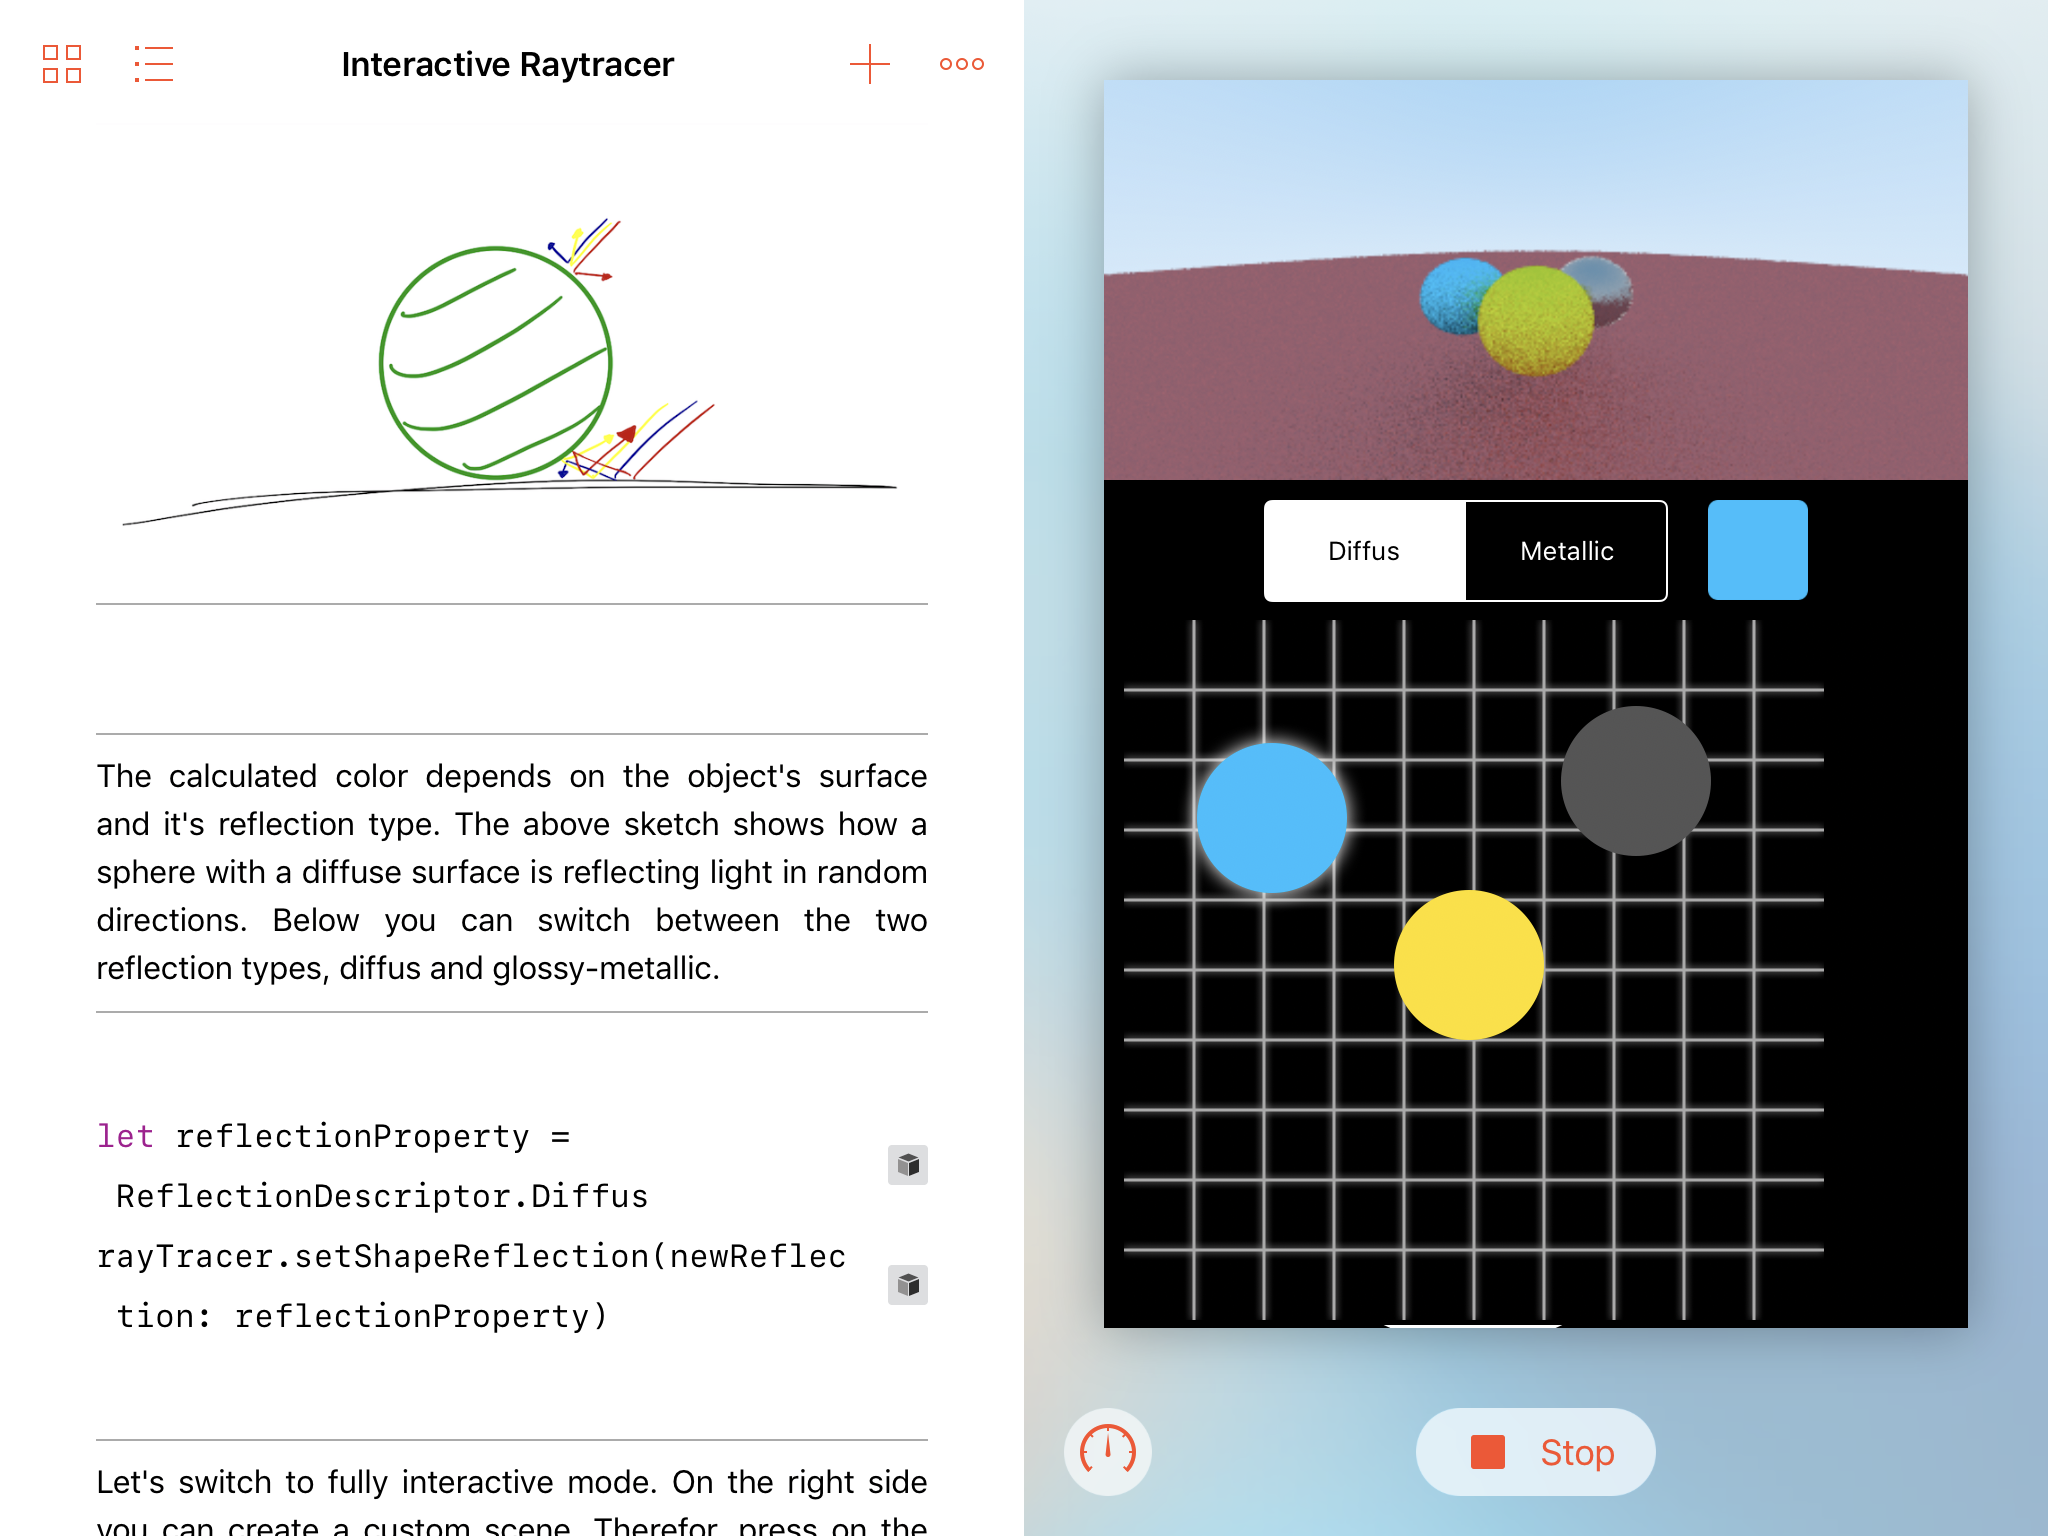 Interactive Raytracer
The calculated color depends on the object's surface
and it's reflection type. The above sketch shows how a
sphere with a diffuse surface is reflecting light in random
directions. Below you can switch between the two
reflection types, diffus and glossy-metallic.
let reflectionProperty =
ReflectionDescriptor.Diffus
rayTracer.setShapeReflection(newReflec
tion: reflectionProperty)
Let's switch to fully interactive mode. On the right side
you can create a custom scene. Therefor, press on the
Diffus
Metallic
Stop